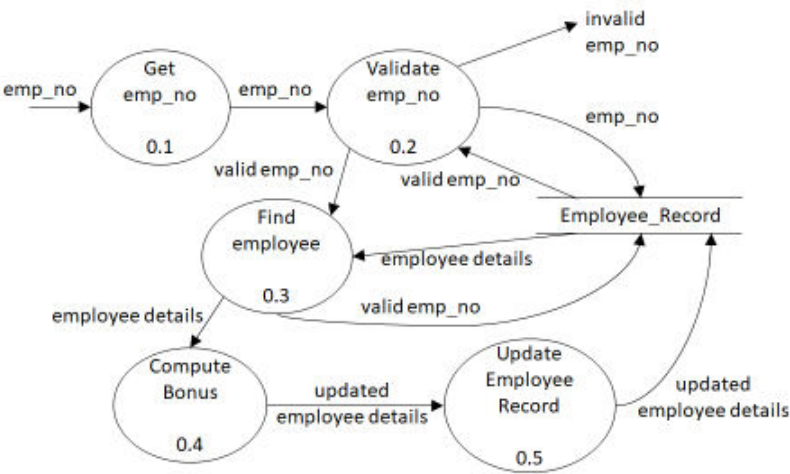 invalid
emp_no
Get
emp_no
0.1
Validate
emp_no
0.2
emp_no
emp_no
emp_no
valid emp_no
valid emp_no
Employee_Record
Find
employee
0.3
employee details
valid emp_no
employee details
Compute
Bonus
0.4
updated
employee details
Update
Employee
Record
0.5
updated
employee details